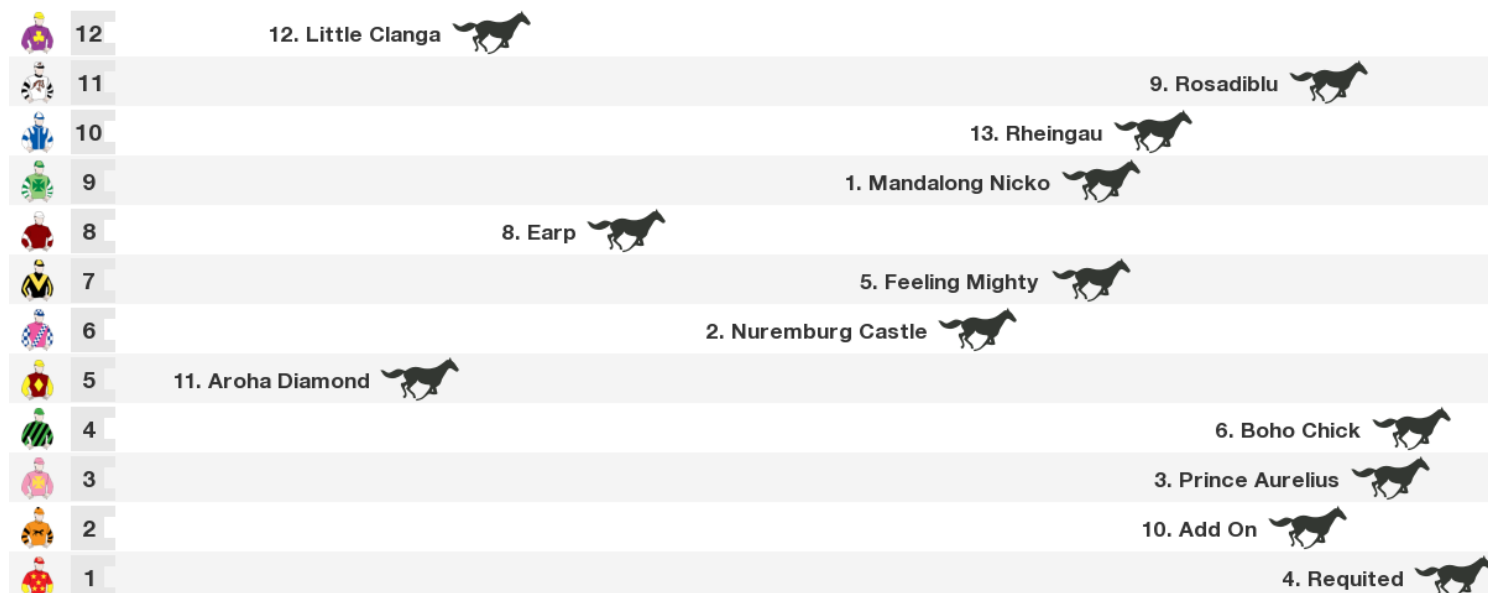 12 12. Little Clanga
11 9. Rosadiblu
10 13. Rheingau
9 1. Mandalong Nicko
8 8. Earp
7 5. Feeling Mighty
6 2. Nuremburg Castle
5 11. Aroha Diamond
4 6. Boho Chick
3 3. Prince Aurelius
2 10. Add On
1 4. Requited